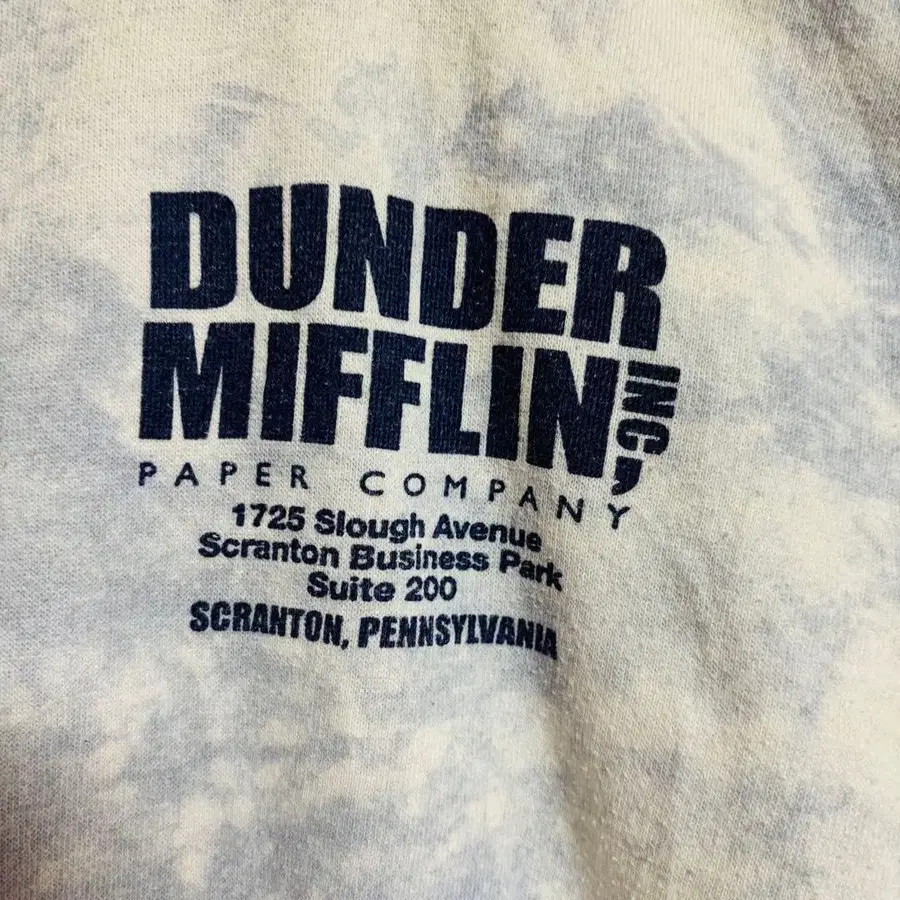 DUNDER
MIFFLIN, INC
PAPER COMPANY
1725 Slough Avenue
Scranton Business Park
Suite 200
SCRANTON, PENNSYLVANIA